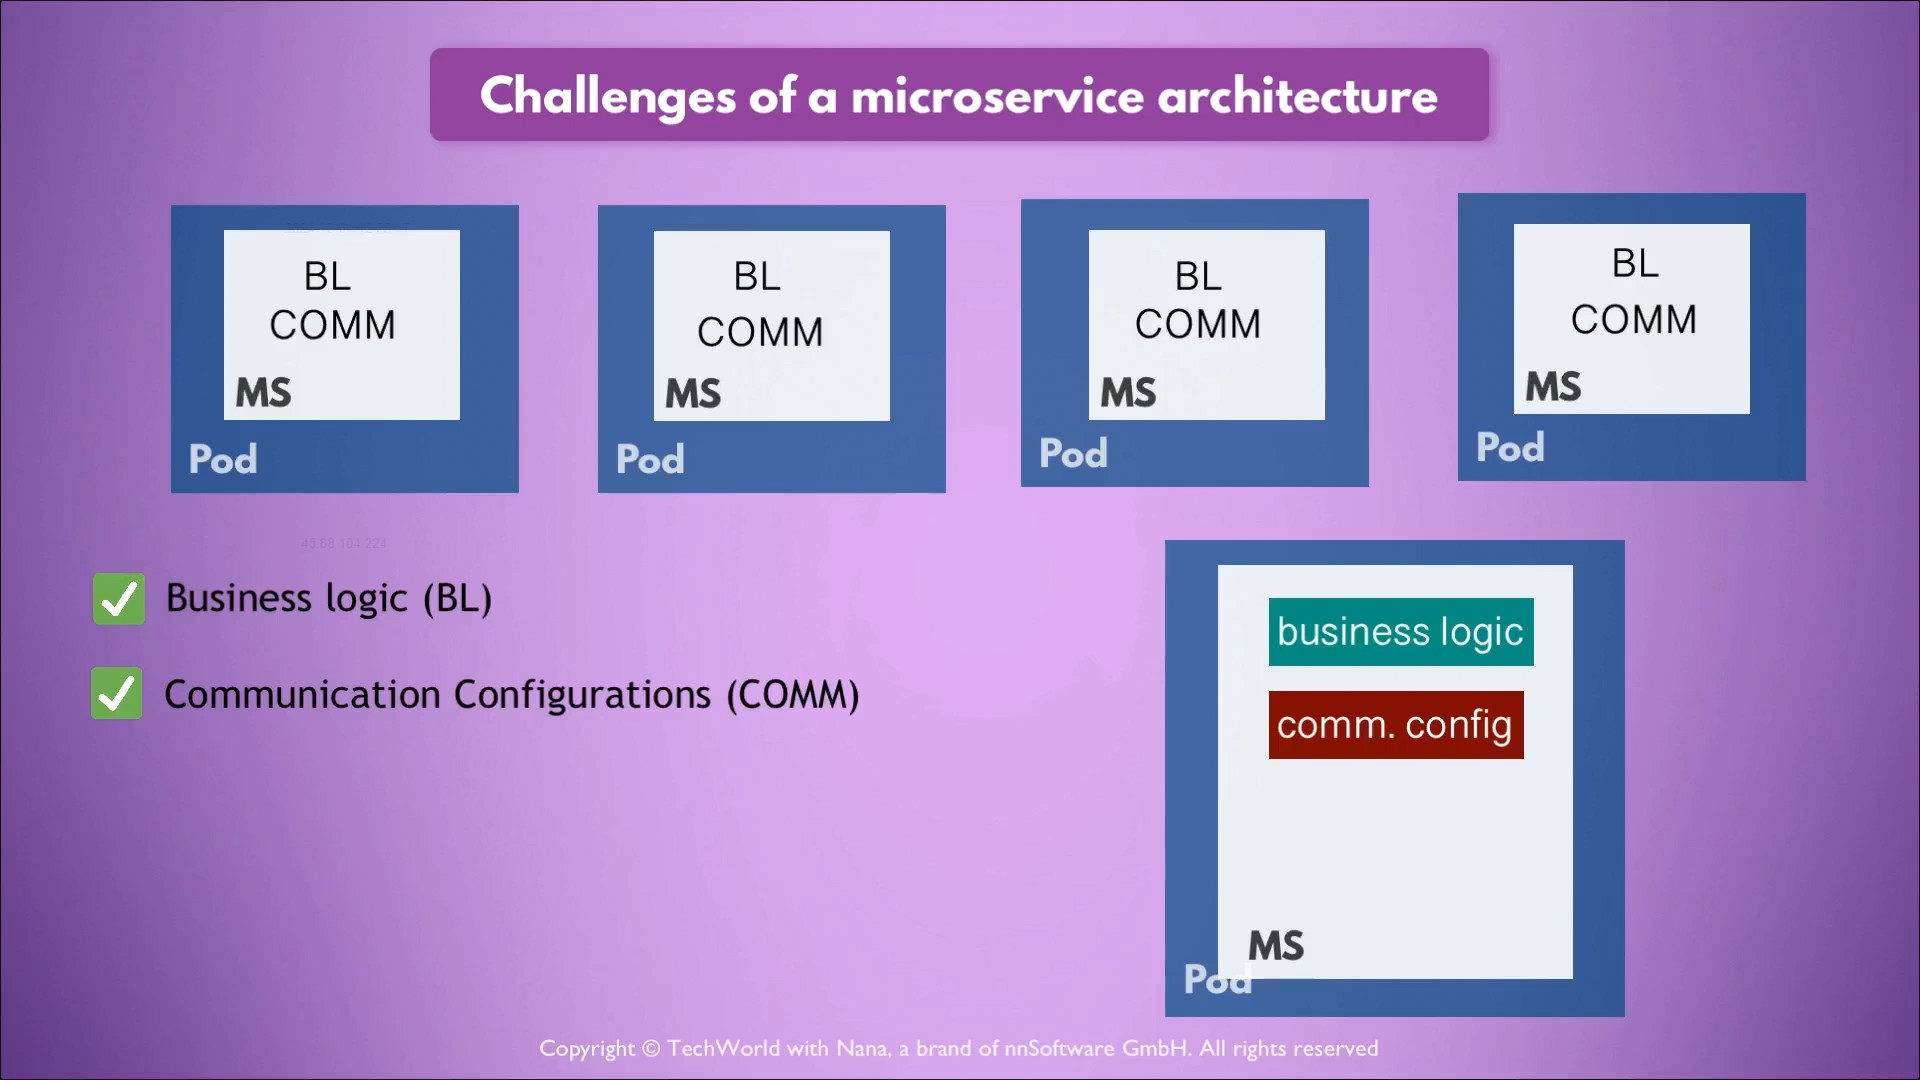 Challenges of a microservice architecture
BL
COMM
MS
Pod
BL
COMM
MS
Pod
BL
COMM
MS
Pod
BL
COMM
MS
Pod
Business logic (BL)
Communication Configurations (COMM)
business logic
comm. config
MS
Pod
Copyright © TechWorld with Nana, a brand of nnSoftware GmbH. All rights reserved